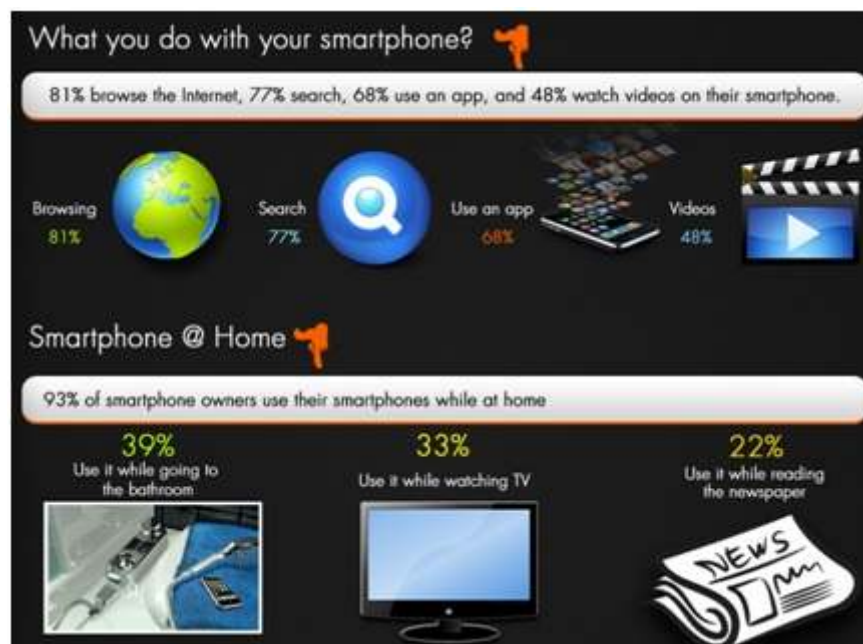 What you do with your smartphone?
81% browse the Internet, 77% search, 68% use an app, and 48% watch videos on their smartphone.
Browsing
81%
Search
77%
Use an app
68%
Videos
48%
Smartphone @ Home
93% of smartphone owners use their smartphones while at home
39%
Use it while going to
the bathroom
33%
Use it while watching TV
22%
Use it while reading
the newspaper
NEWS